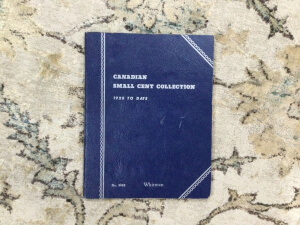 CANADIAN
SMALL CENT COLLECTION
1920 TO DATE
Whitman